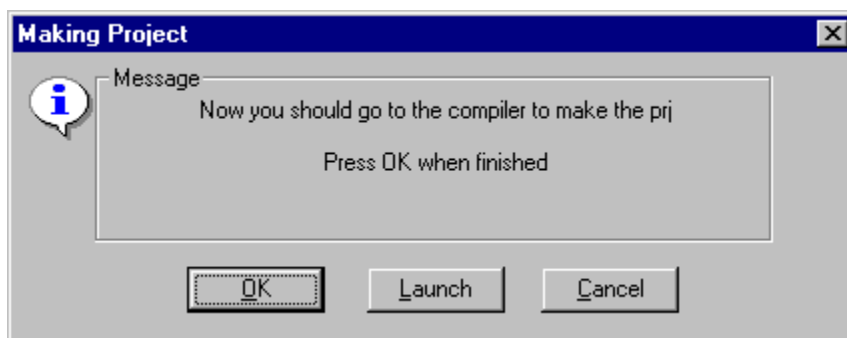 Making Project
Message
Now you should go to the compiler to make the prj
Press OK when finished
OK Launch Cancel